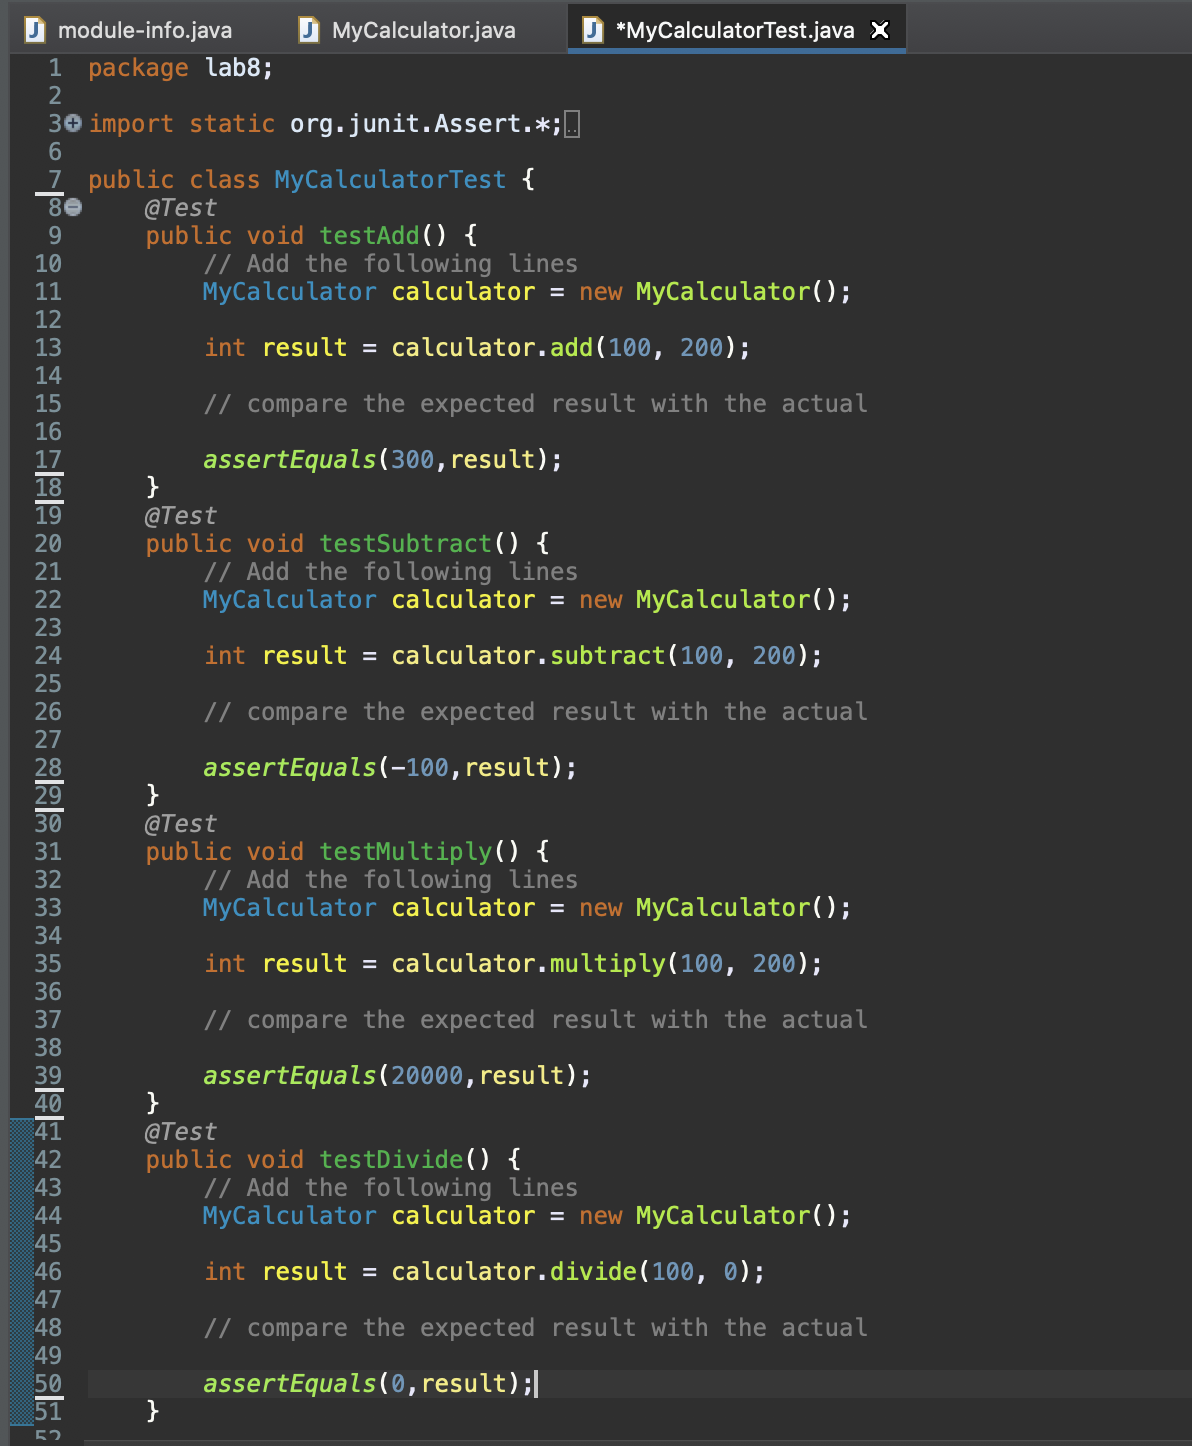 module-info.java MyCalculator.java *MyCalculatorTest.java
1 package lab8;
2
3 import static org.junit.Assert.*;
6
7 public class MyCalculatorTest {
8 @Test
9 public void testAdd() {
10 // Add the following lines
11 MyCalculator calculator = new MyCalculator();
12
13 int result = calculator.add(100, 200);
14
15 // compare the expected result with the actual
16
17 assertEquals(300,result);
18 }
19 @Test
20 public void testSubtract() {
21 // Add the following lines
22 MyCalculator calculator = new MyCalculator();
23
24 int result = calculator.subtract(100, 200);
25
26 // compare the expected result with the actual
27
28 assertEquals(-100,result);
29 }
30 @Test
31 public void testMultiply() {
32 // Add the following lines
33 MyCalculator calculator = new MyCalculator();
34
35 int result = calculator.multiply(100, 200);
36
37 // compare the expected result with the actual
38
39 assertEquals(20000,result);
40 }
41 @Test
42 public void testDivide() {
43 // Add the following lines
44 MyCalculator calculator = new MyCalculator();
45
46 int result = calculator.divide(100, 0);
47
48 // compare the expected result with the actual
49
50 assertEquals(0,result);
51 }
52